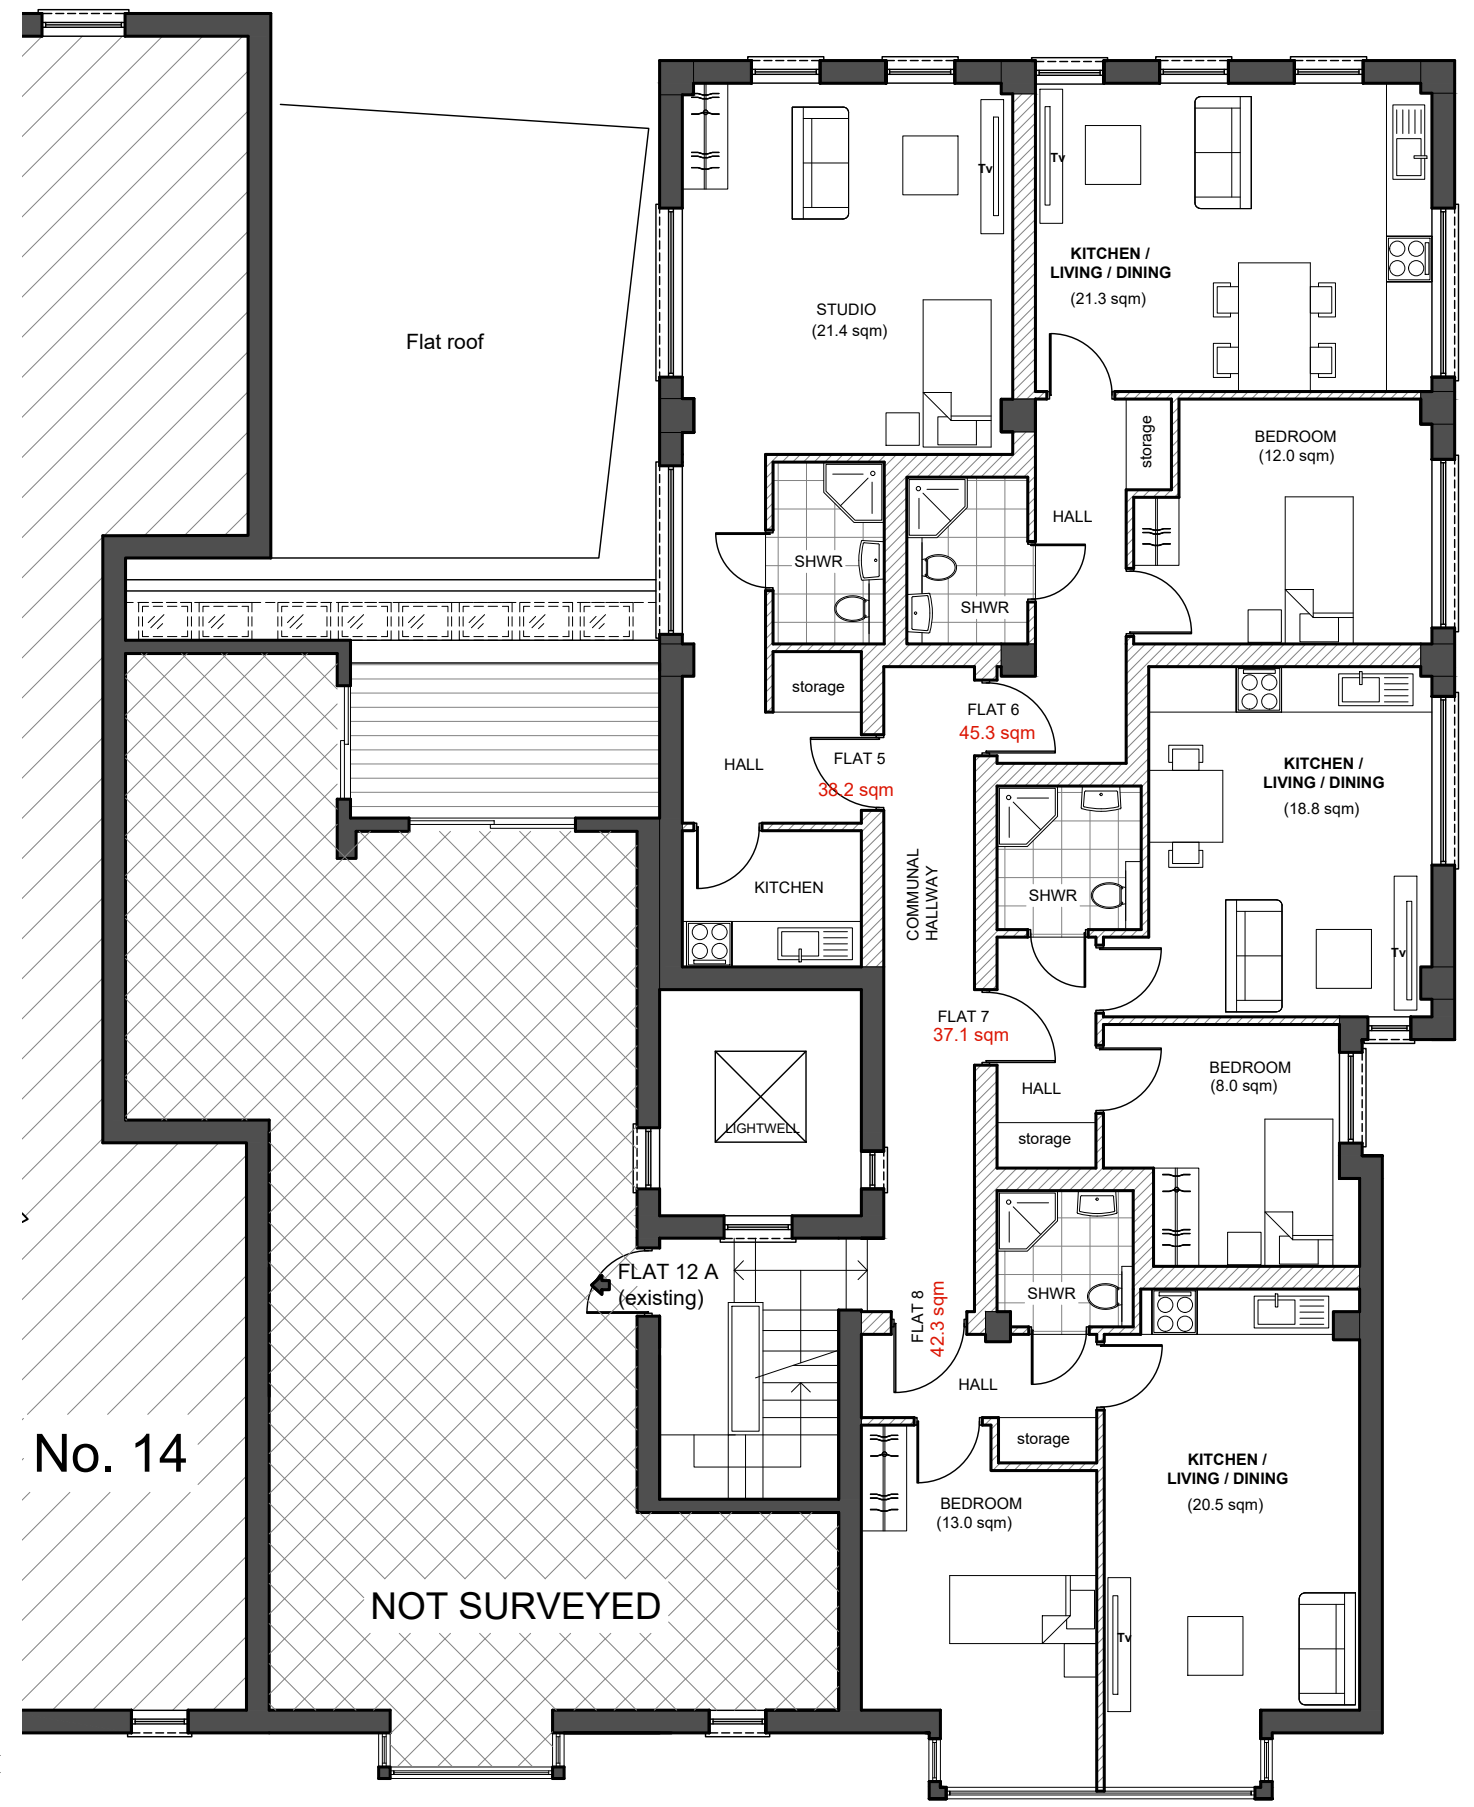 Tv
Tv
KITCHEN /
LIVING / DINING
(21.3 sqm)
STUDIO
(21.4 sqm)
Flat roof
storage
BEDROOM
(12.0 sqm)
HALL
SHWR
SHWR
storage
FLAT 6
45.3 sqm
HALL
FLAT 5
38.2 sqm
KITCHEN /
LIVING / DINING
(18.8 sqm)
KITCHEN
COMMUNAL
HALLWAY
SHWR
Tv
FLAT 7
37.1 sqm
HALL
BEDROOM
(8.0 sqm)
LIGHTWELL
storage
FLAT 12 A
(existing)
SHWR
FLAT 8
42.3 sqm
HALL
storage
No. 14
KITCHEN /
LIVING / DINING
(20.5 sqm)
BEDROOM
(13.0 sqm)
NOT SURVEYED
Tv